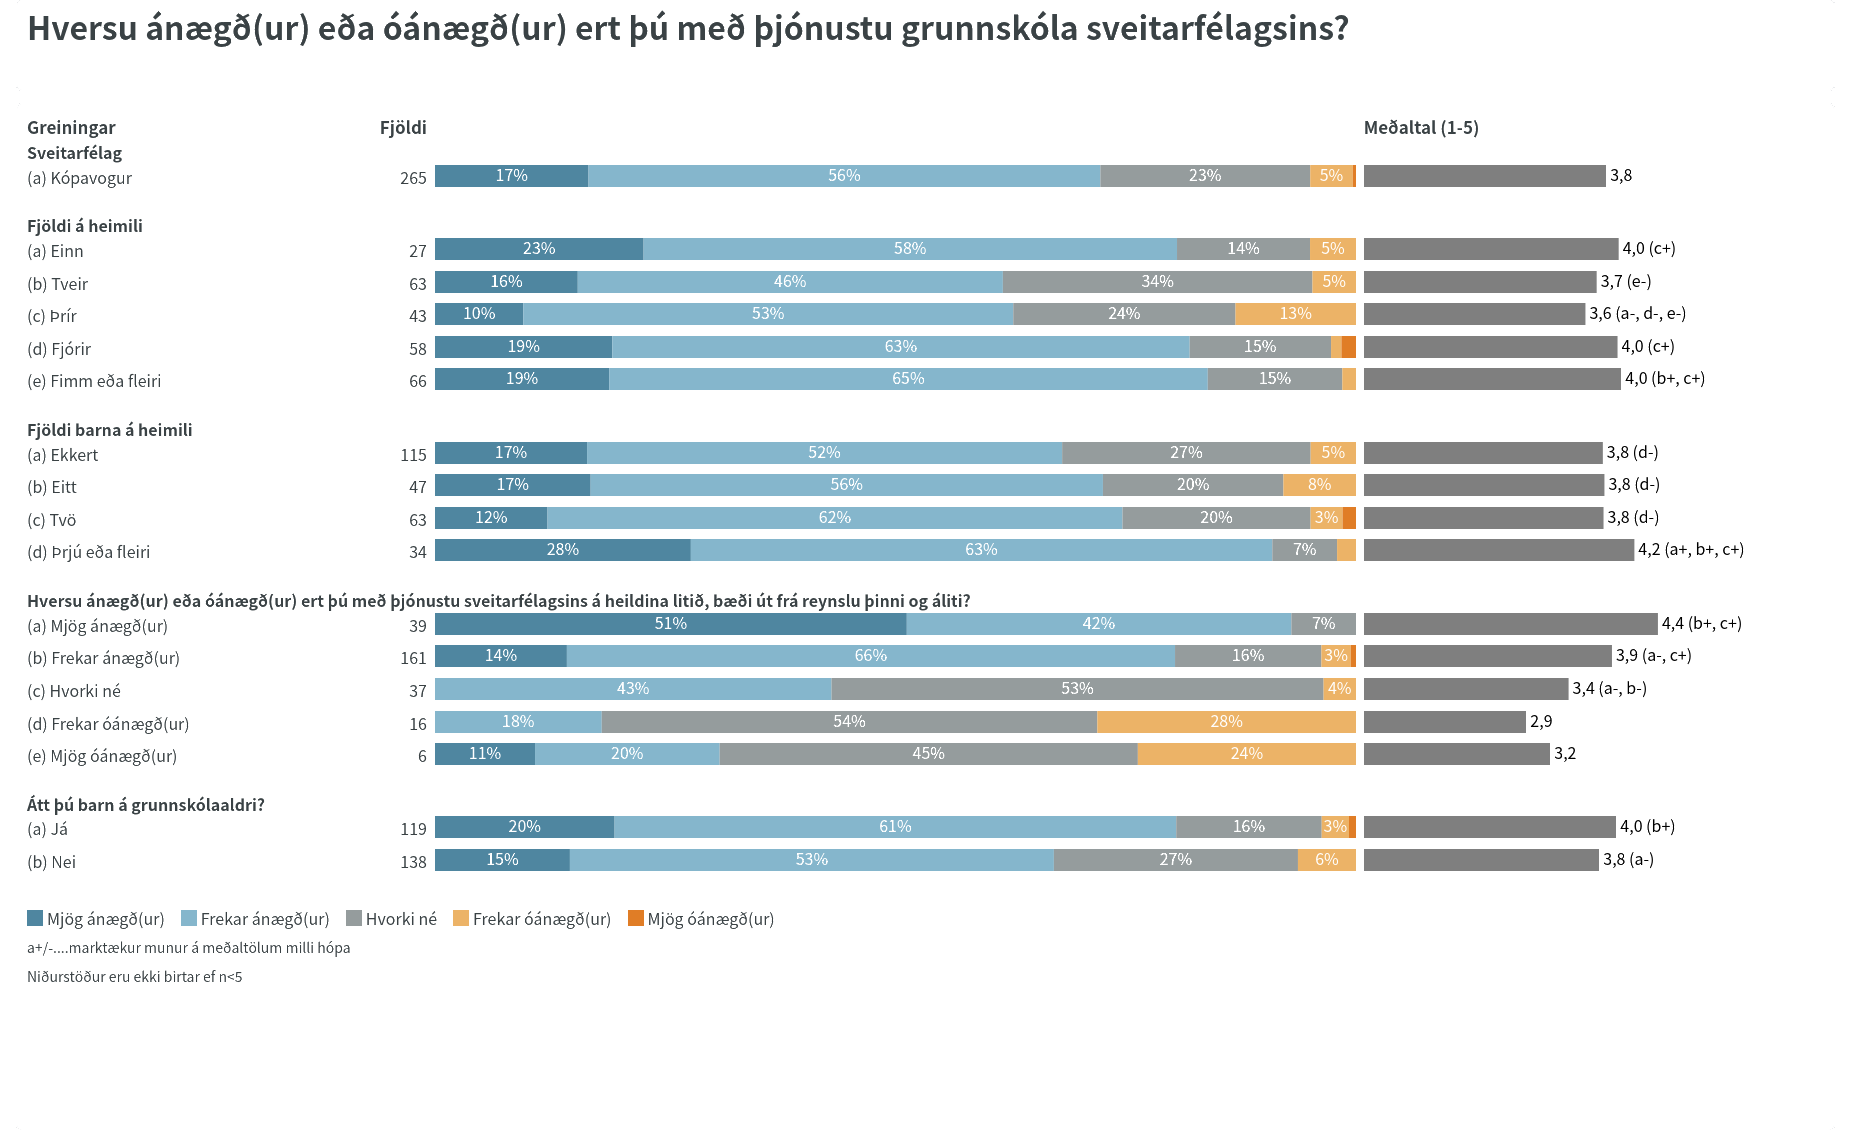 Hversu ánægð(ur) eða óánægð(ur) ert þú með þjónustu grunnskóla sveitarfélagsins?
Greiningar Fjöldi Meðaltal (1-5)
Sveitarfélag
(a) Kópavogur 265 17% 56% 23% 5% 3,8
Fjöldi á heimili
(a) Einn 27 23% 58% 14% 5% 4,0 (c+)
(b) Tveir 63 16% 46% 34% 5% 3,7 (e-)
(c) Þrír 43 10% 53% 24% 13% 3,6 (a-, d-, e-)
(d) Fjórir 58 19% 63% 15% 4,0 (c+)
(e) Fimm eða fleiri 66 19% 65% 15% 4,0 (b+, c+)
Fjöldi barna á heimili
(a) Ekkert 115 17% 52% 27% 5% 3,8 (d-)
(b) Eitt 47 17% 56% 20% 8% 3,8 (d-)
(c) Tvö 63 12% 62% 20% 3% 3,8 (d-)
(d) Þrjú eða fleiri 34 28% 63% 7% 4,2 (a+, b+, c+)
Hversu ánægð(ur) eða óánægð(ur) ert þú með þjónustu sveitarfélagsins á heildina litið, bæði út frá reynslu þinni og áliti?
(a) Mjög ánægð(ur) 39 51% 42% 7% 4,4 (b+, c+)
(b) Frekar ánægð(ur) 161 14% 66% 16% 3% 3,9 (a-, c+)
(c) Hvorki né 37 43% 53% 4% 3,4 (a-, b-)
(d) Frekar óánægð(ur) 16 18% 54% 28% 2,9
(e) Mjög óánægð(ur) 6 11% 20% 45% 24% 3,2
Átt þú barn á grunnskólaaldri?
(a) Já 119 20% 61% 16% 3% 4,0 (b+)
(b) Nei 138 15% 53% 27% 6% 3,8 (a-)
Mjög ánægð(ur) Frekar ánægð(ur) Hvorki né Frekar óánægð(ur) Mjög óánægð(ur)
a+/-....marktækur munur á meðaltölum milli hópa
Niðurstöður eru ekki birtar ef n<5